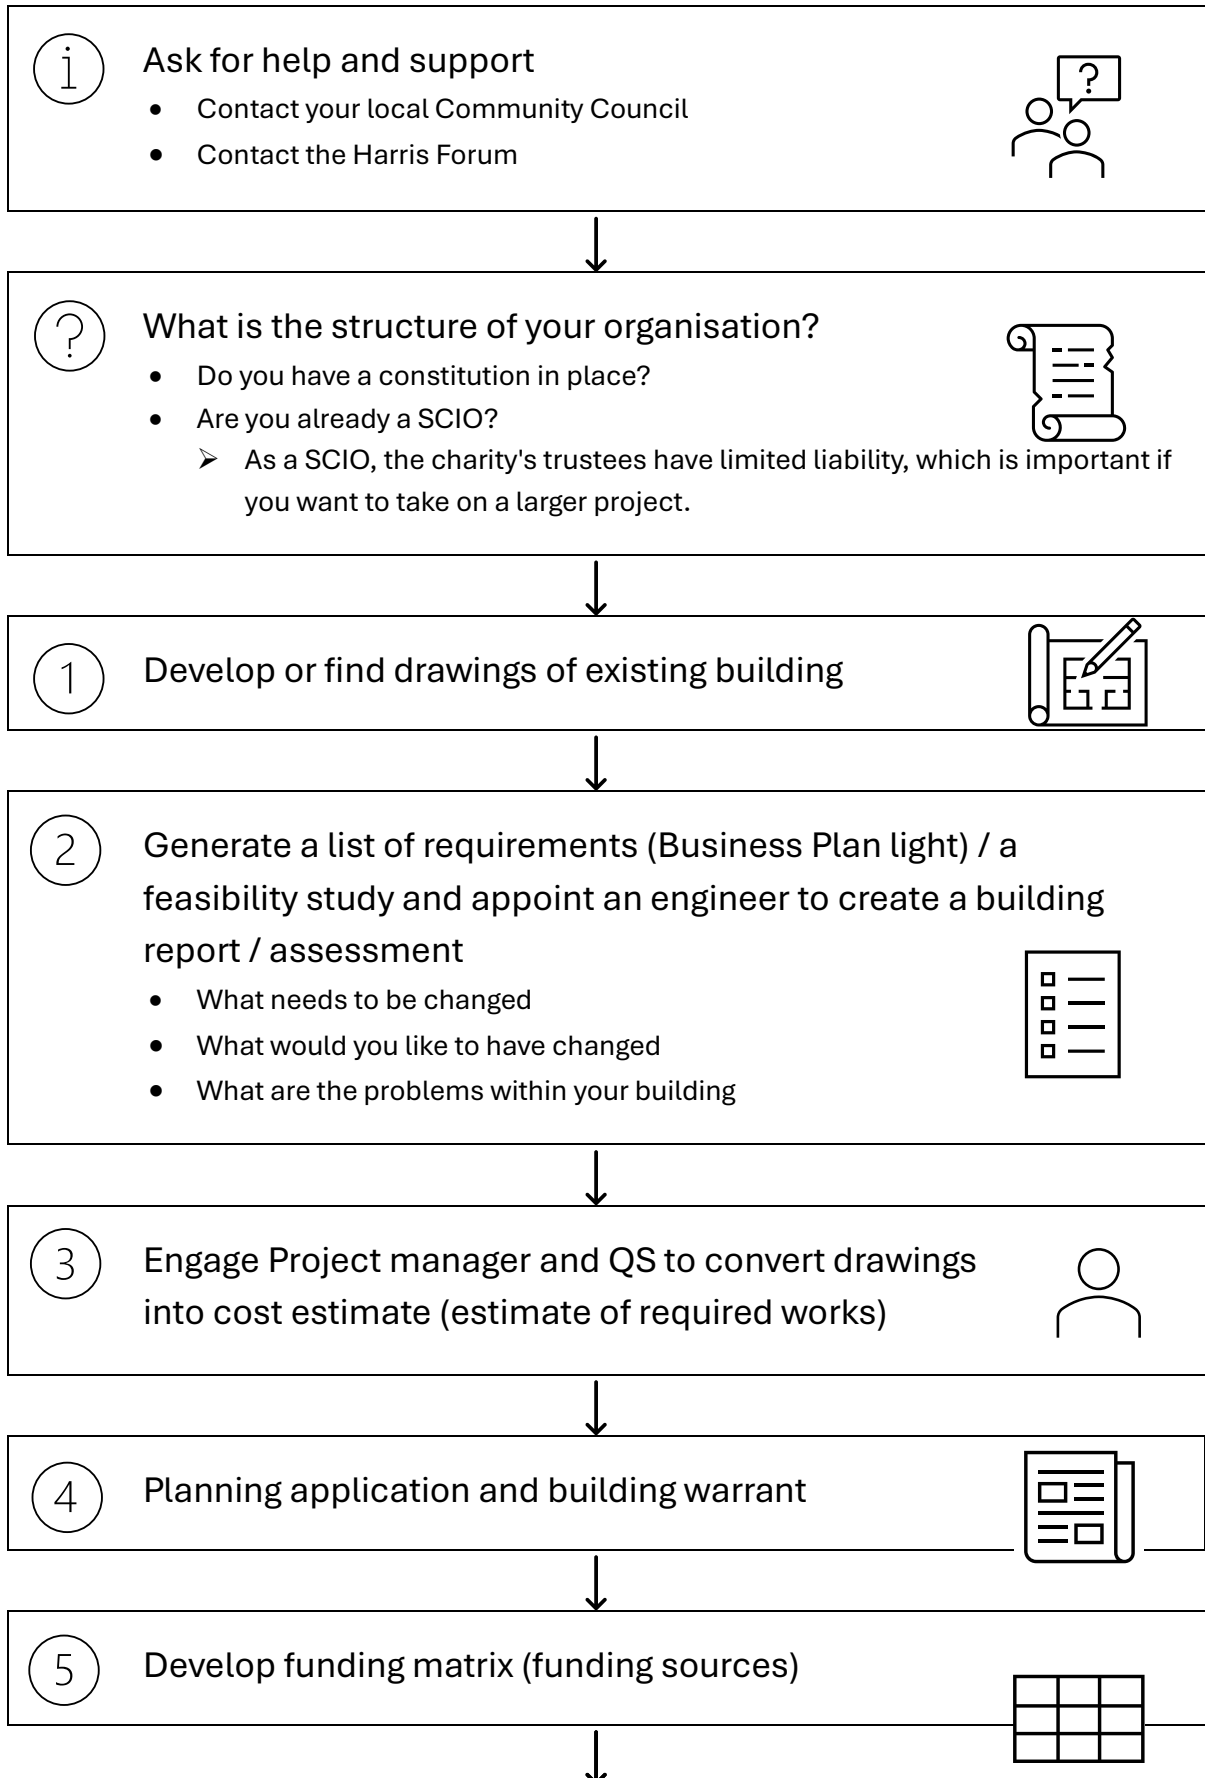 i
Ask for help and support
• Contact your local Community Council
• Contact the Harris Forum
?
?
What is the structure of your organisation?
• Do you have a constitution in place?
• Are you already a SCIO?
➢ As a SCIO, the charity's trustees have limited liability, which is important if
you want to take on a larger project.
1
Develop or find drawings of existing building
2
Generate a list of requirements (Business Plan light) / a
feasibility study and appoint an engineer to create a building
report / assessment
• What needs to be changed
• What would you like to have changed
• What are the problems within your building
3
Engage Project manager and QS to convert drawings
into cost estimate (estimate of required works)
4
Planning application and building warrant
5
Develop funding matrix (funding sources)